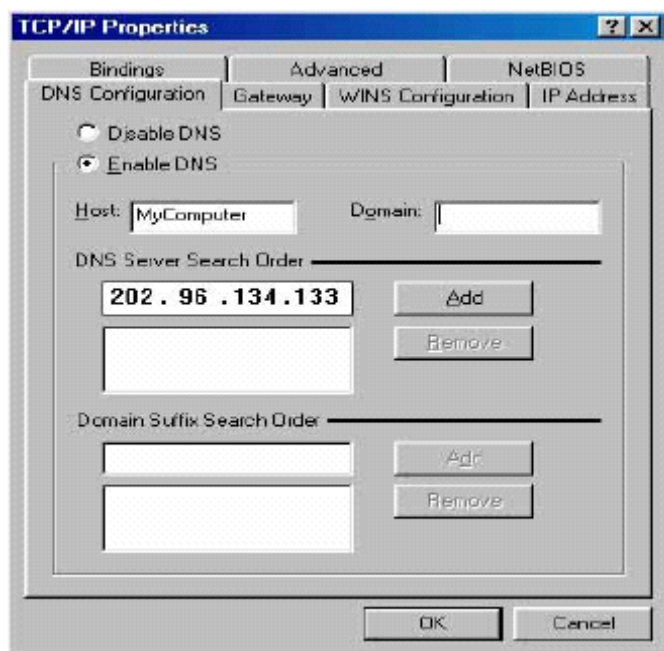 TCP/IP Properties
Bindings Advanced NetBIOS
DNS Configuration Gateway WINS Configuration IP Address
Disable DNS
Enable DNS
Host: MyComputer Domain:
DNS Server Search Order
202 . 96 .134.133 Add
Remove
Domain Suffix Search Order
Add
Remove
OK Cancel